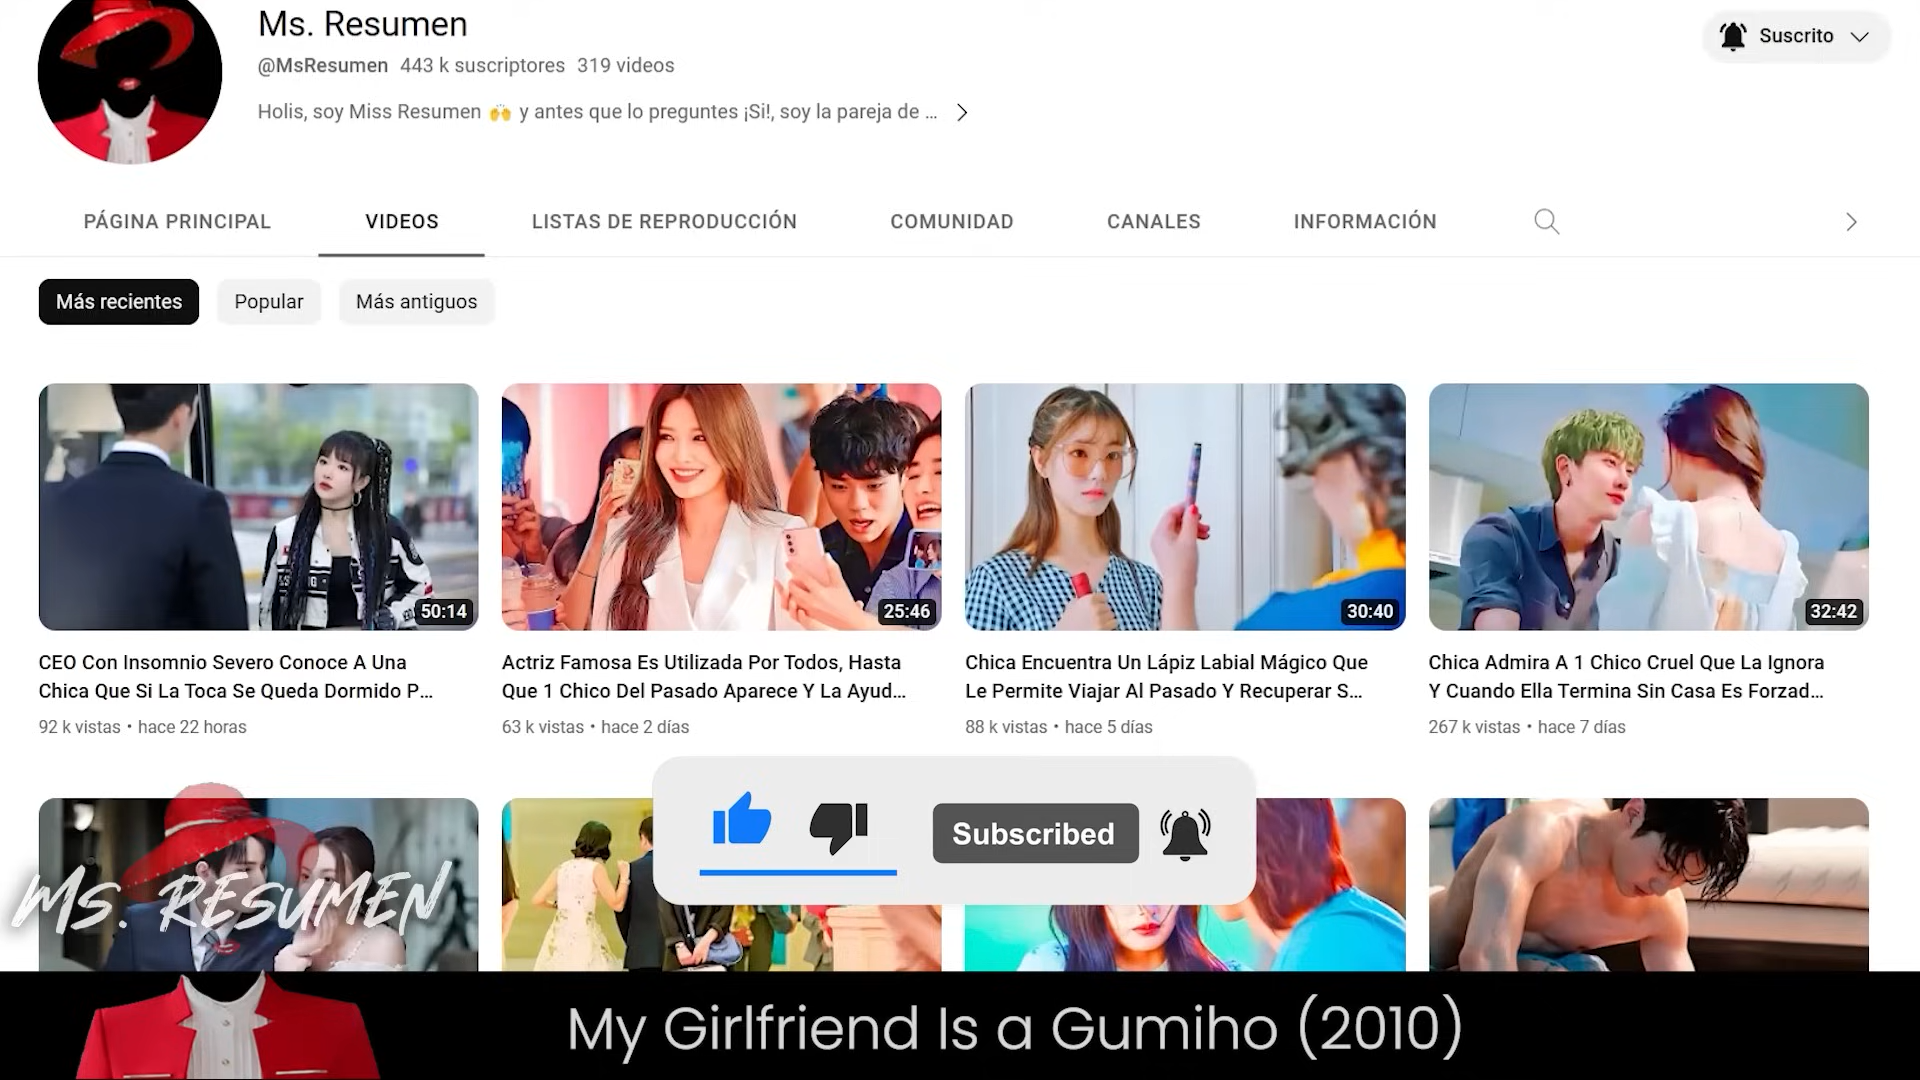 Ms. Resumen
@MsResumen 443 k suscriptores 319 videos
Holis, soy Miss Resumen 🙌 y antes que lo preguntes ¡Si!, soy la pareja de ...
Suscrito
PÁGINA PRINCIPAL VIDEOS LISTAS DE REPRODUCCIÓN COMUNIDAD CANALES INFORMACIÓN
Más recientes Popular Más antiguos
50:14
25:46
30:40
32:42
CEO Con Insomnio Severo Conoce A Una
Chica Que Si La Toca Se Queda Dormido P...
92 k vistas • hace 22 horas
Actriz Famosa Es Utilizada Por Todos, Hasta
Que 1 Chico Del Pasado Aparece Y La Ayud...
63 k vistas • hace 2 días
Chica Encuentra Un Lápiz Labial Mágico Que
Le Permite Viajar Al Pasado Y Recuperar S...
88 k vistas • hace 5 días
Chica Admira A 1 Chico Cruel Que La Ignora
Y Cuando Ella Termina Sin Casa Es Forzad...
267 k vistas • hace 7 días
Subscribed
MS. RESUMEN
My Girlfriend Is a Gumiho (2010)